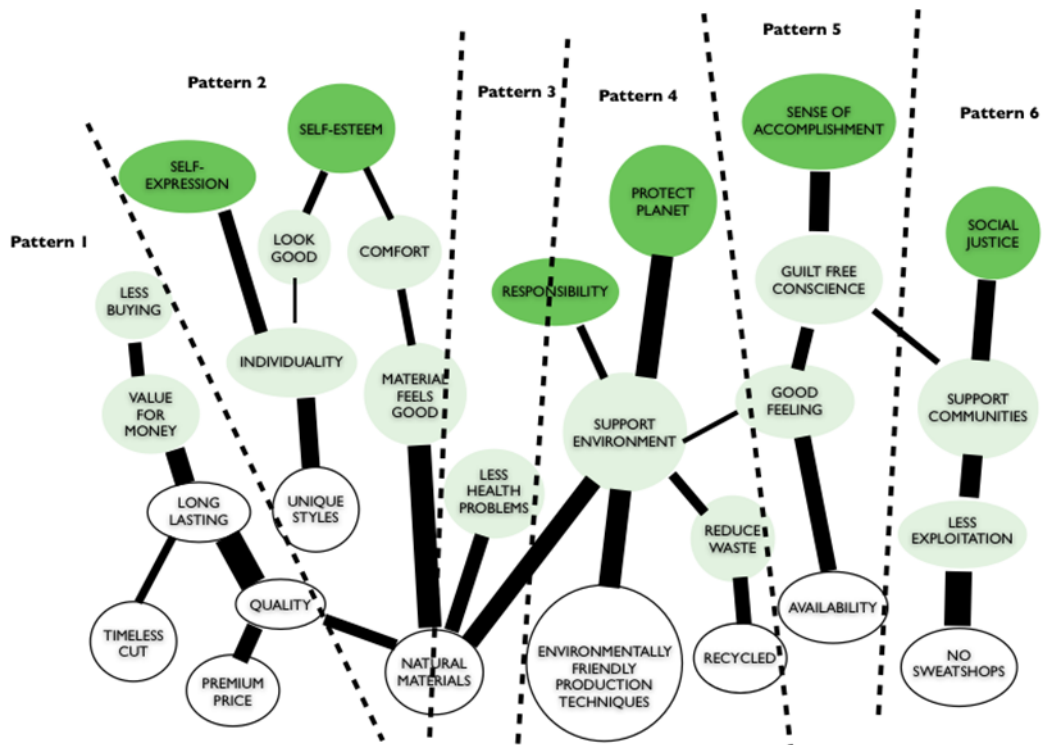 Pattern 5
Pattern 2
Pattern 3
Pattern 4
Pattern 6
SENSE OF
ACCOMPLISHMENT
SELF-ESTEEM
SELF-
EXPRESSION
PROTECT
PLANET
SOCIAL
JUSTICE
Pattern 1
LOOK
GOOD
COMFORT
GUILT FREE
CONSCIENCE
LESS
BUYING
RESPONSIBILITY
INDIVIDUALITY
MATERIAL
FEELS
GOOD
GOOD
FEELING
VALUE
FOR
MONEY
SUPPORT
ENVIRONMENT
SUPPORT
COMMUNITIES
LONG
LASTING
UNIQUE
STYLES
LESS
HEALTH
PROBLEMS
REDUCE
WASTE
LESS
EXPLOITATION
QUALITY
AVAILABILITY
TIMELESS
CUT
PREMIUM
PRICE
NATURAL
MATERIALS
ENVIRONMENTALLY
FRIENDLY
PRODUCTION
TECHNIQUES
RECYCLED
NO
SWEATSHOPS